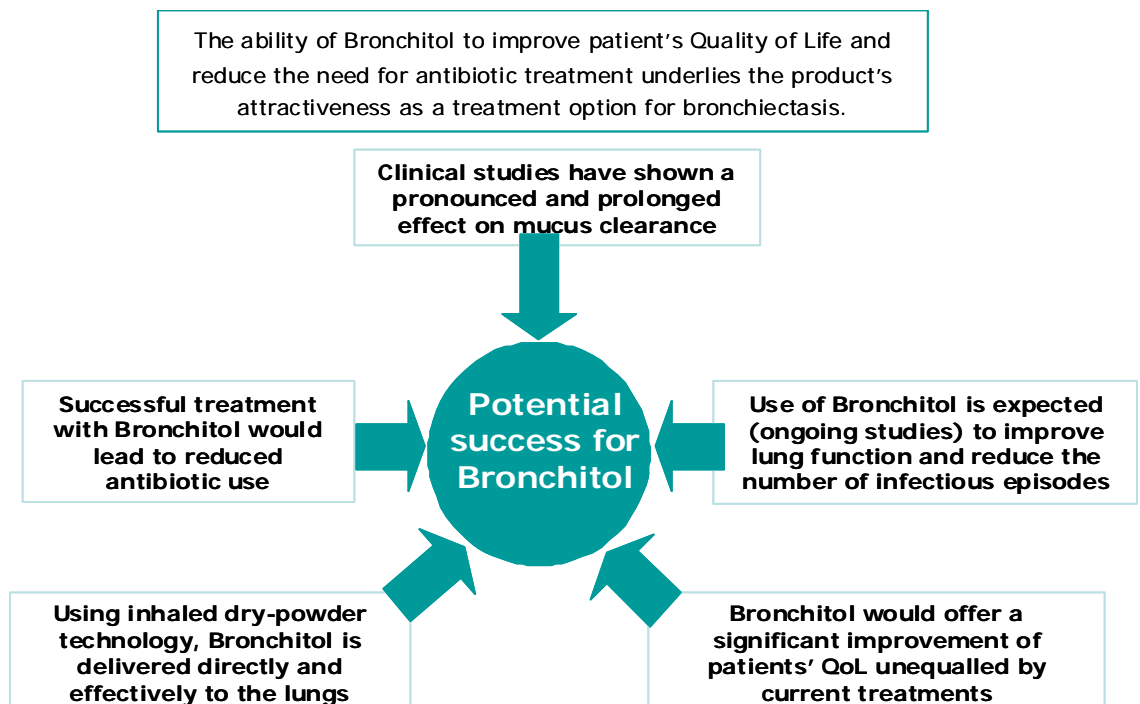 The ability of Bronchitol to improve patient's Quality of Life and
reduce the need for antibiotic treatment underlies the product's
attractiveness as a treatment option for bronchiectasis.
Clinical studies have shown a
pronounced and prolonged
effect on mucus clearance
Successful treatment
with Bronchitol would
lead to reduced
antibiotic use
Potential
success for
Bronchitol
Use of Bronchitol is expected
(ongoing studies) to improve
lung function and reduce the
number of infectious episodes
Using inhaled dry-powder
technology, Bronchitol is
delivered directly and
effectively to the lungs
Bronchitol would offer a
significant improvement of
patients' QoL unequalled by
current treatments